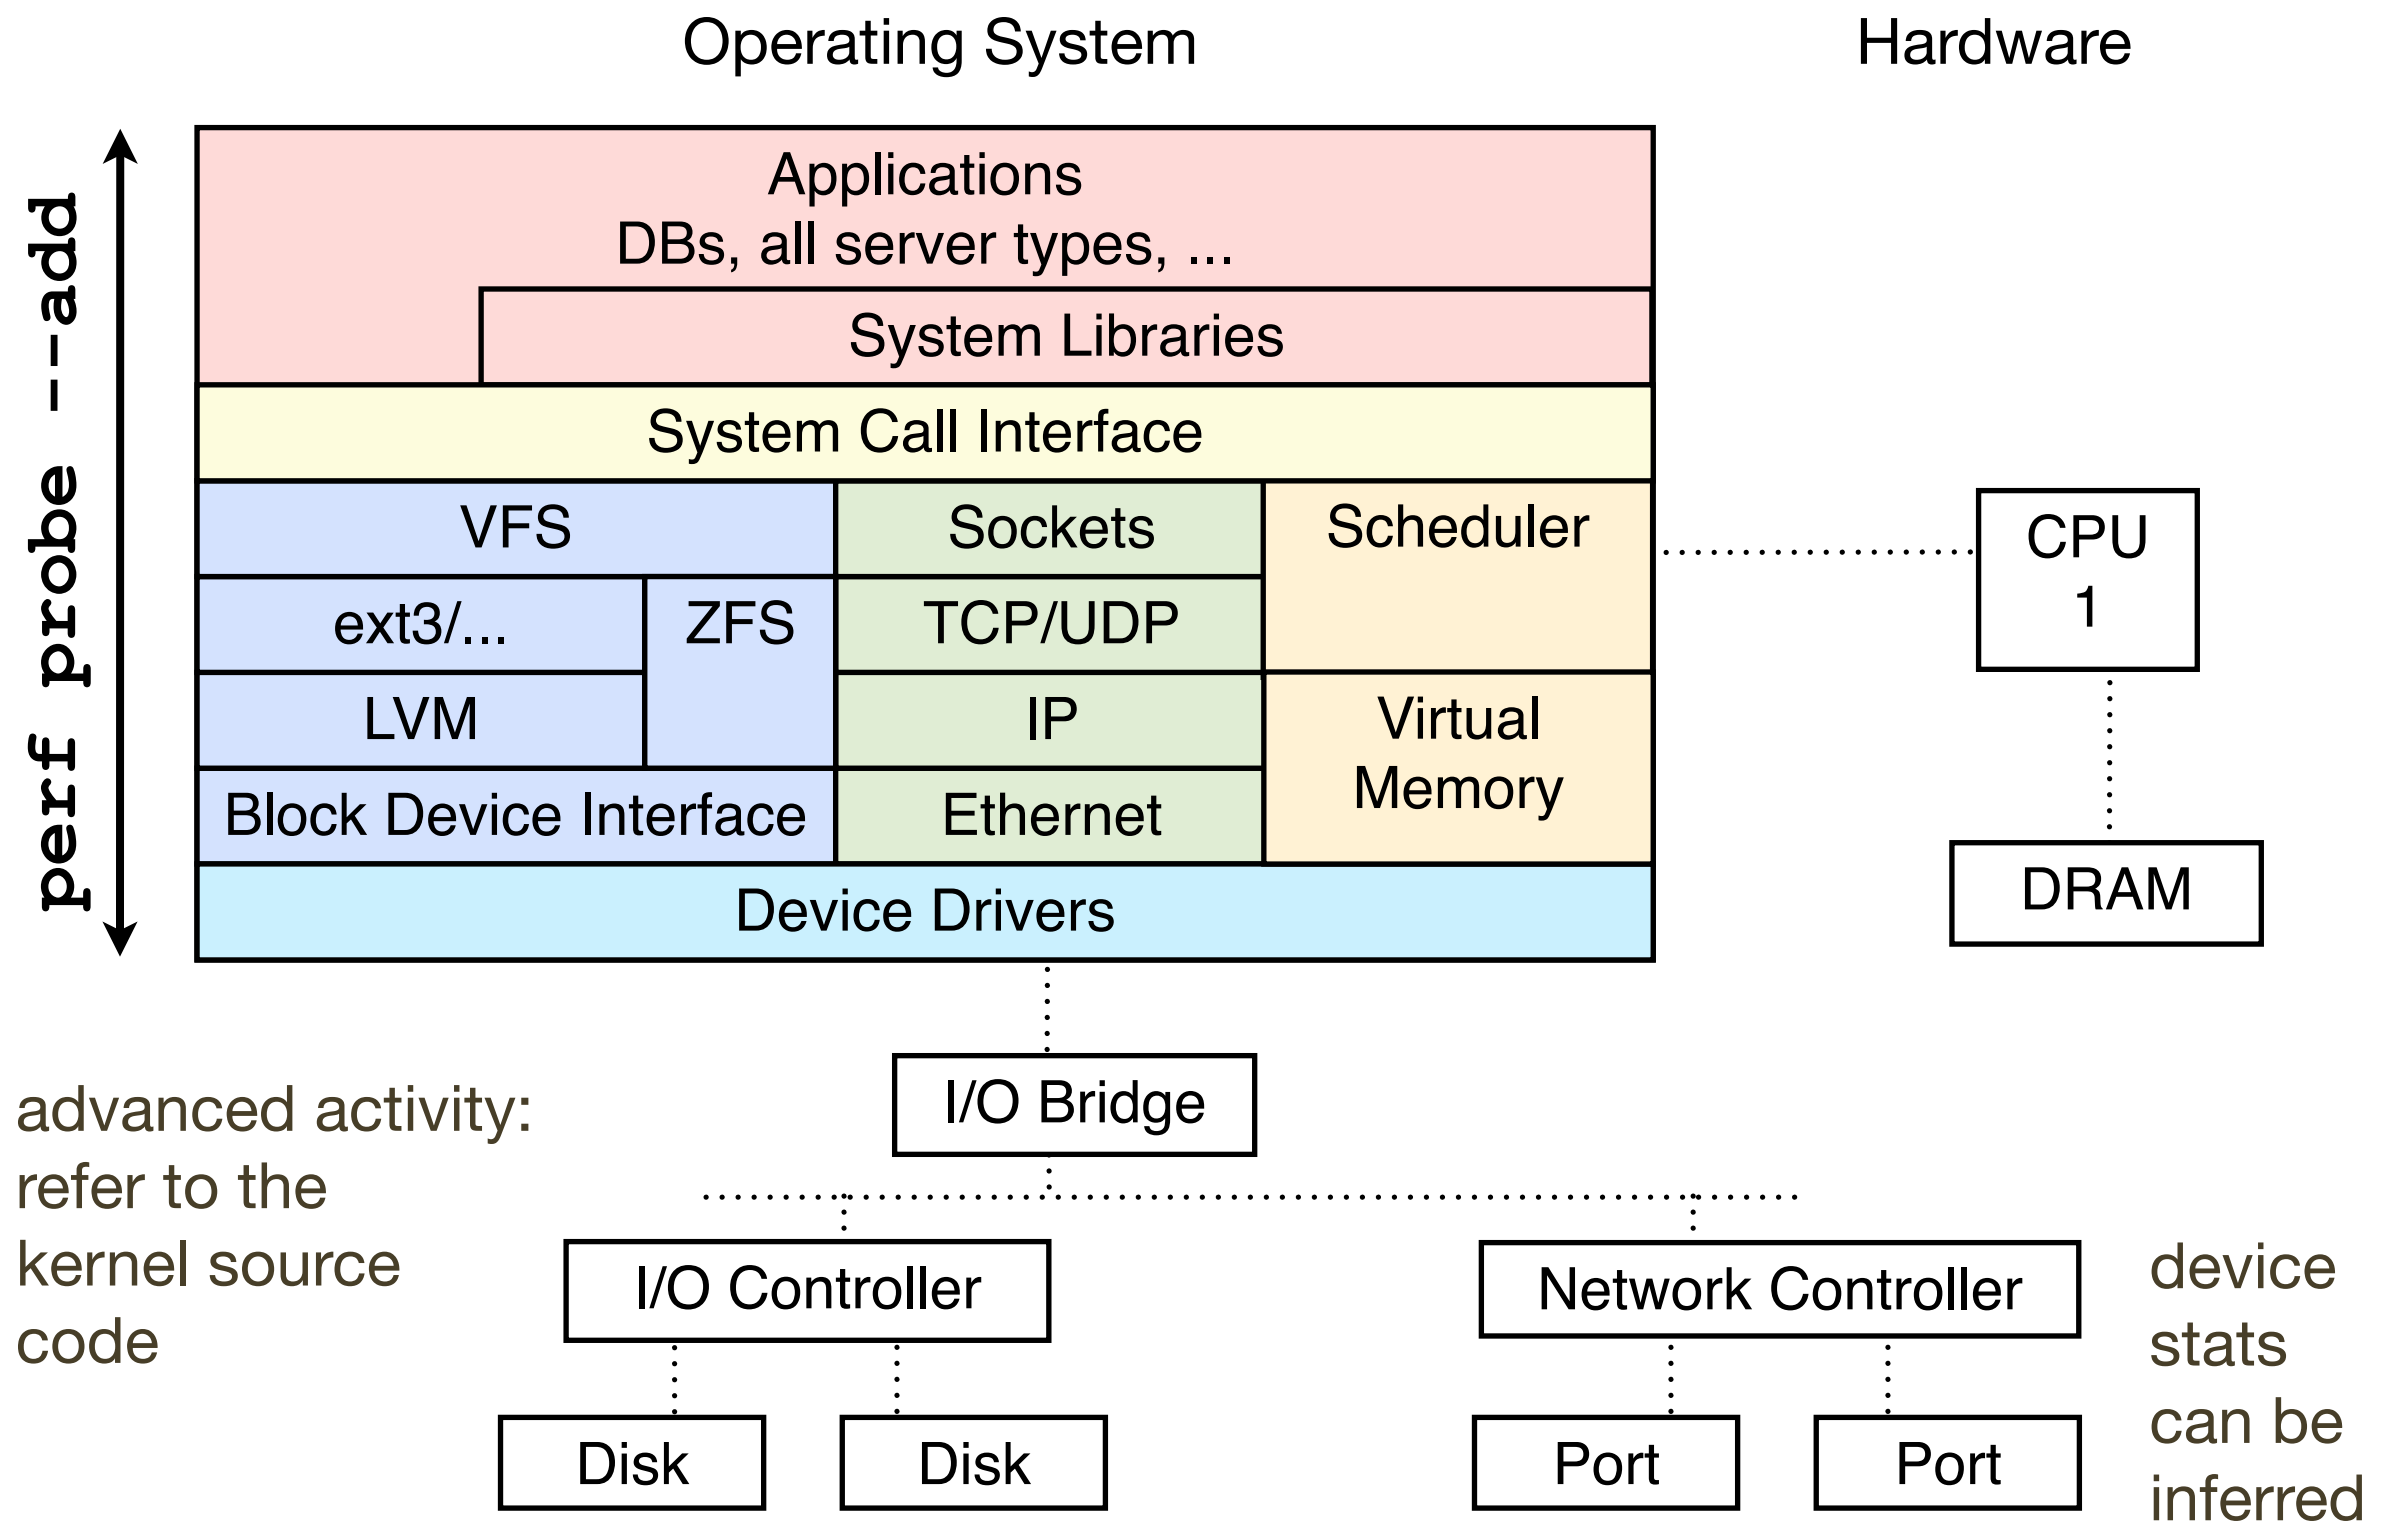 Operating System
Hardware
perf probe --add
Applications
DBs, all server types, ...
System Libraries
System Call Interface
VFS
Sockets
Scheduler
ext3/...
ZFS
TCP/UDP
LVM
IP
Virtual
Memory
Block Device Interface
Ethernet
Device Drivers
CPU
1
DRAM
I/O Bridge
advanced activity:
refer to the
kernel source
code
I/O Controller
Network Controller
Disk
Disk
Port
Port
device
stats
can be
inferred